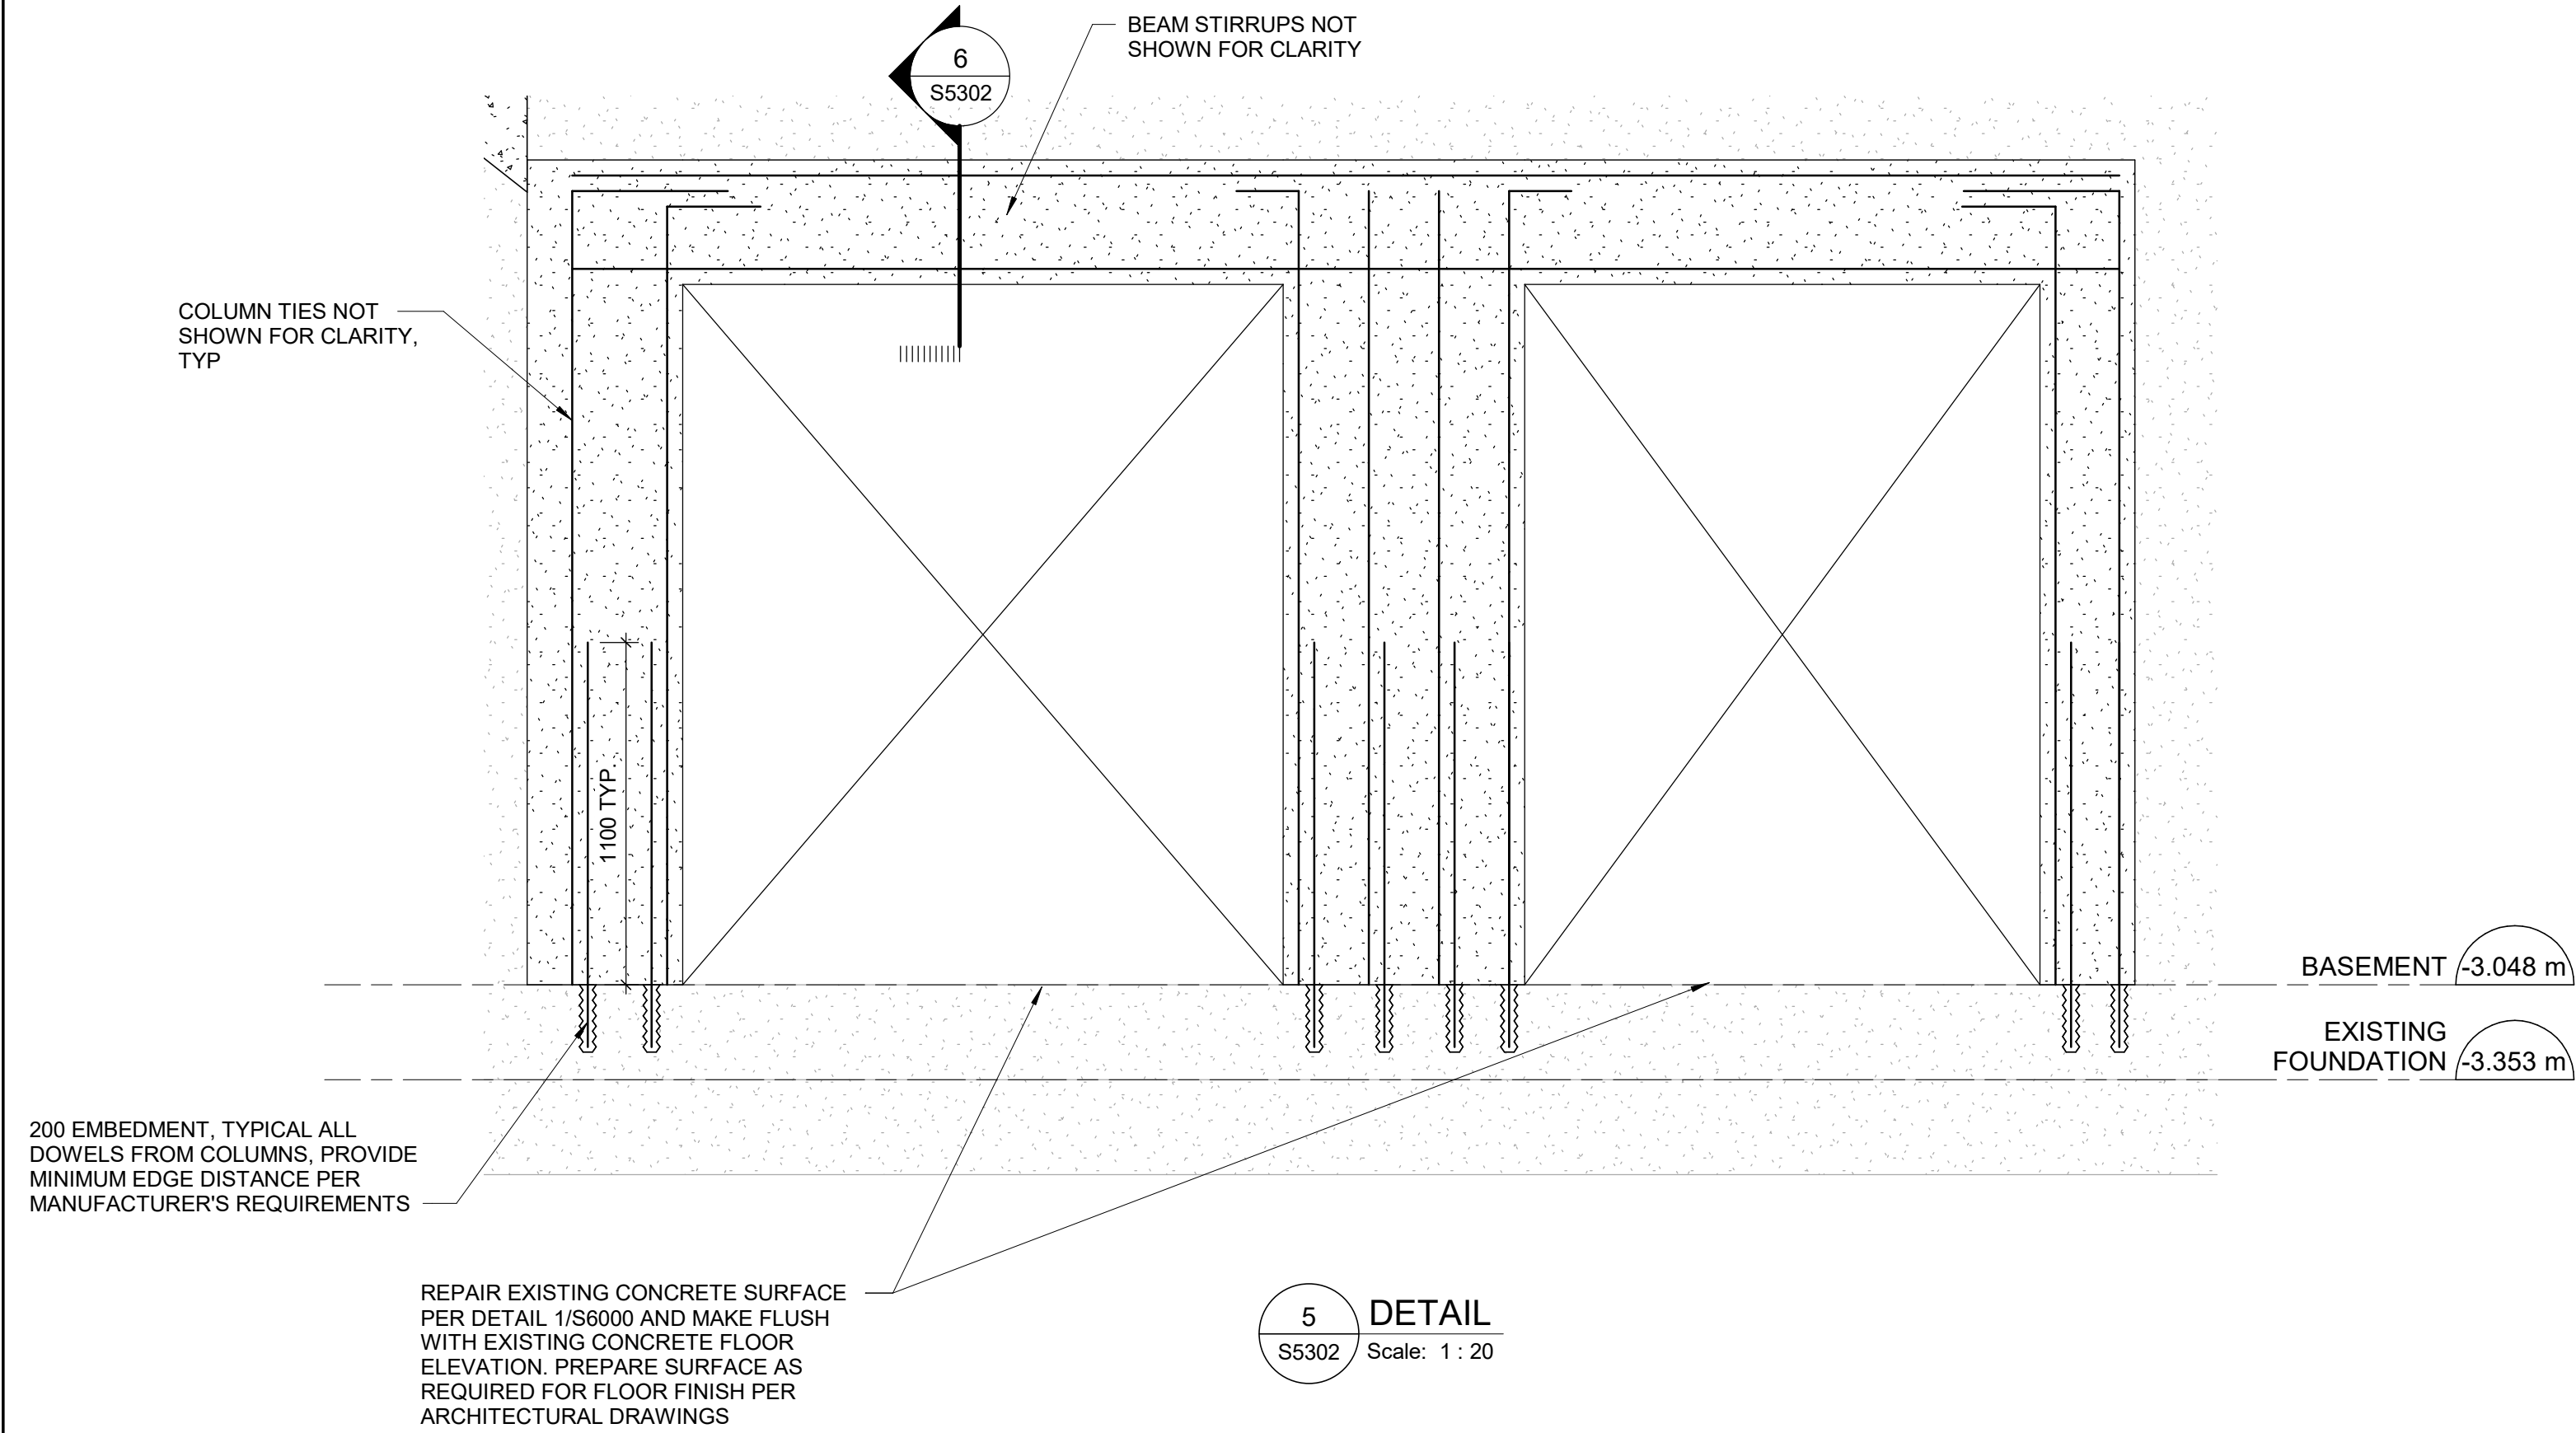 6
S5302
BEAM STIRRUPS NOT
SHOWN FOR CLARITY
COLUMN TIES NOT
SHOWN FOR CLARITY,
TYP
1100 TYP.
BASEMENT
-3.048 m
EXISTING
FOUNDATION
-3.353 m
200 EMBEDMENT, TYPICAL ALL
DOWELS FROM COLUMNS, PROVIDE
MINIMUM EDGE DISTANCE PER
MANUFACTURER'S REQUIREMENTS
REPAIR EXISTING CONCRETE SURFACE
PER DETAIL 1/S6000 AND MAKE FLUSH
WITH EXISTING CONCRETE FLOOR
ELEVATION. PREPARE SURFACE AS
REQUIRED FOR FLOOR FINISH PER
ARCHITECTURAL DRAWINGS
5
S5302
DETAIL
Scale: 1 : 20